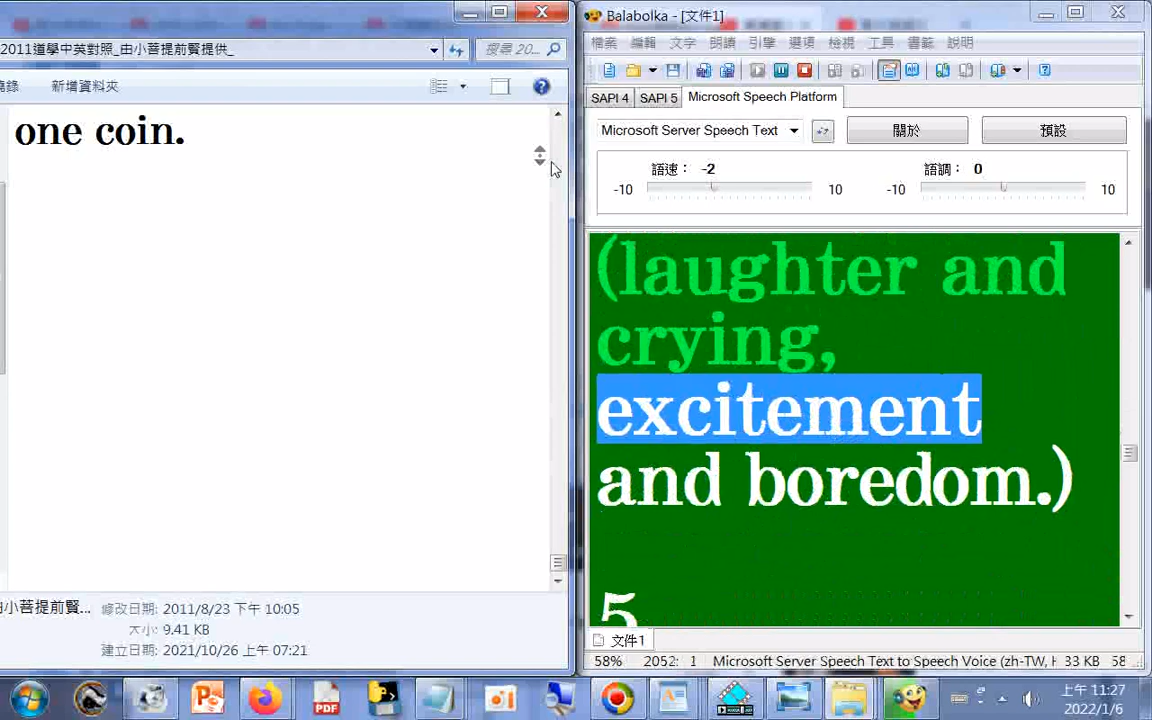 2011道學中英對照_由小菩提前賢提供_
搜尋 20...
燒錄
新增資料夾
one coin.
由小菩提前賢...
修改日期: 2011/8/23 下午 10:05
大小: 9.41 KB
建立日期: 2021/10/26 上午 07:21
Balabolka - [文件1]
檔案 編輯 文字 朗讀 引擎 選項 檢視 工具 書籤 說明
SAPI 4
SAPI 5
Microsoft Speech Platform
Microsoft Server Speech Text
關於
預設
語速： -2
語調： 0
-10 10
-10 10
(laughter and
crying,
excitement
and boredom.)
5
文件1
58%
2052: 1
Microsoft Server Speech Text to Speech Voice (zh-TW, H
33 KB
58
PDF
上午 11:27
2022/1/6